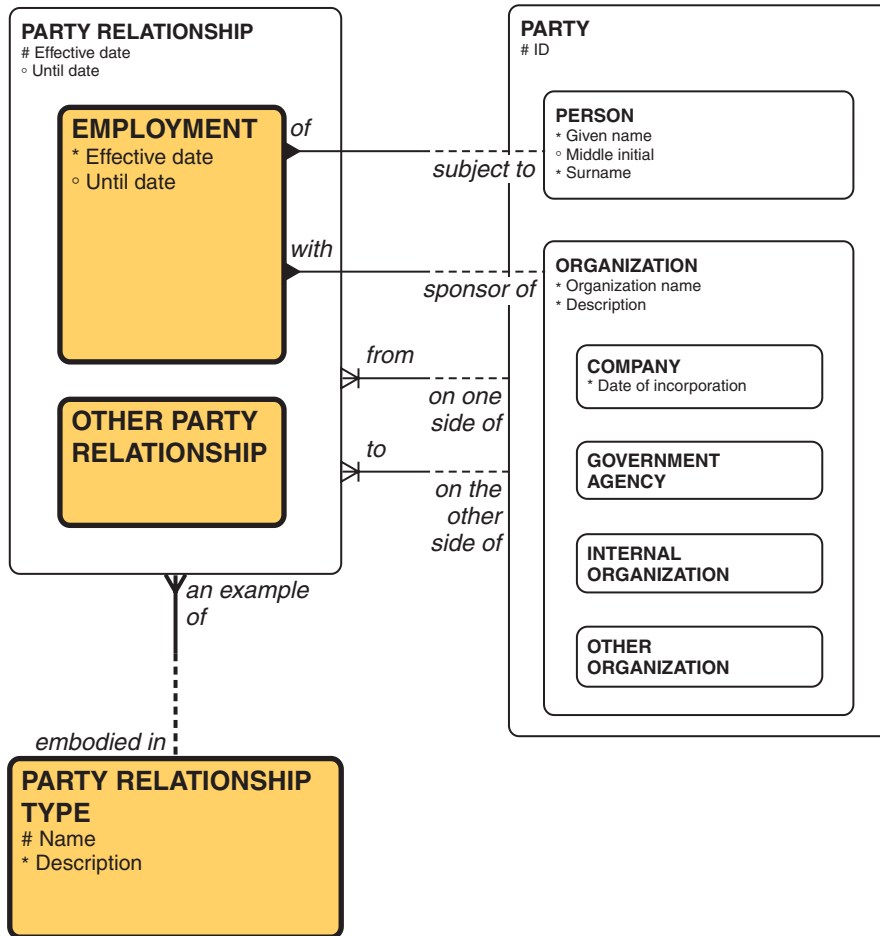 PARTY RELATIONSHIP
# Effective date
○ Until date
EMPLOYMENT
* Effective date
○ Until date
of
with
OTHER PARTY
RELATIONSHIP
from
to
subject to
sponsor of
on one
side of
on the
other
side of
PARTY
# ID
PERSON
* Given name
○ Middle initial
* Surname
ORGANIZATION
* Organization name
* Description
COMPANY
* Date of incorporation
GOVERNMENT
AGENCY
INTERNAL
ORGANIZATION
OTHER
ORGANIZATION
an example
of
embodied in
PARTY RELATIONSHIP
TYPE
# Name
* Description